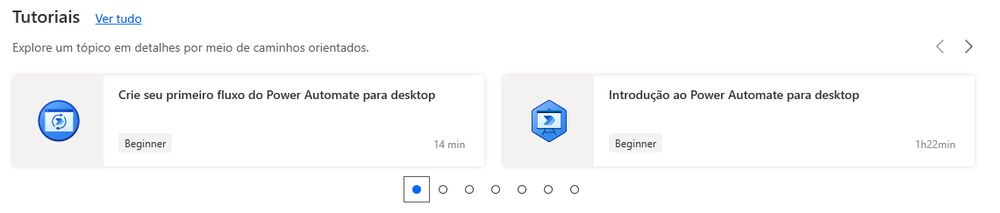 Tutoriais Ver tudo
Explore um tópico em detalhes por meio de caminhos orientados.
Crie seu primeiro fluxo do Power Automate para desktop
Beginner 14 min
Introdução ao Power Automate para desktop
Beginner 1h22min